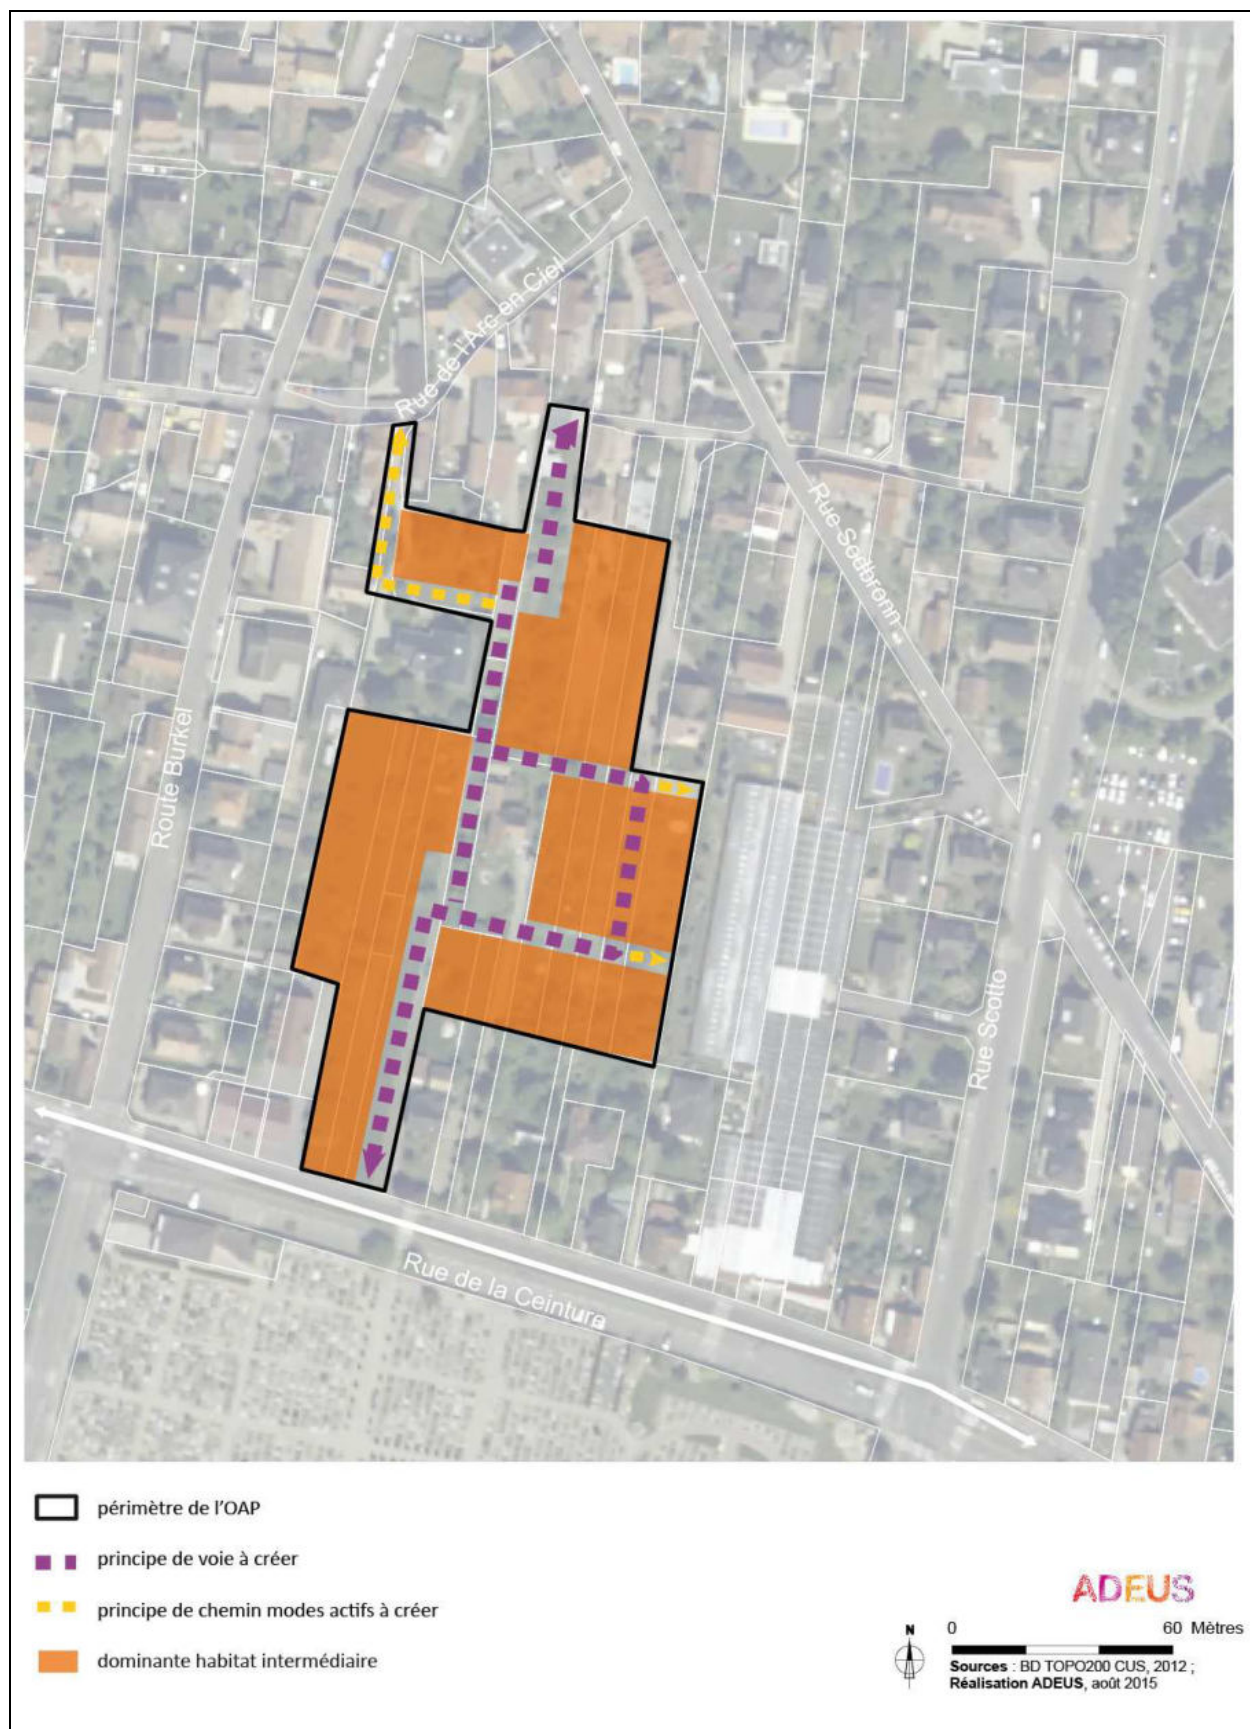 Rue de l'Arc en Ciel
Rue Sodbronn
Route Burkel
Rue Scotto
Rue de la Ceinture
périmètre de l'OAP
principe de voie à créer
principe de chemin modes actifs à créer
dominante habitat intermédiaire
ADEUS
N
0 60 Mètres
Sources : BD TOPO200 CUS, 2012 ;
Réalisation ADEUS, août 2015